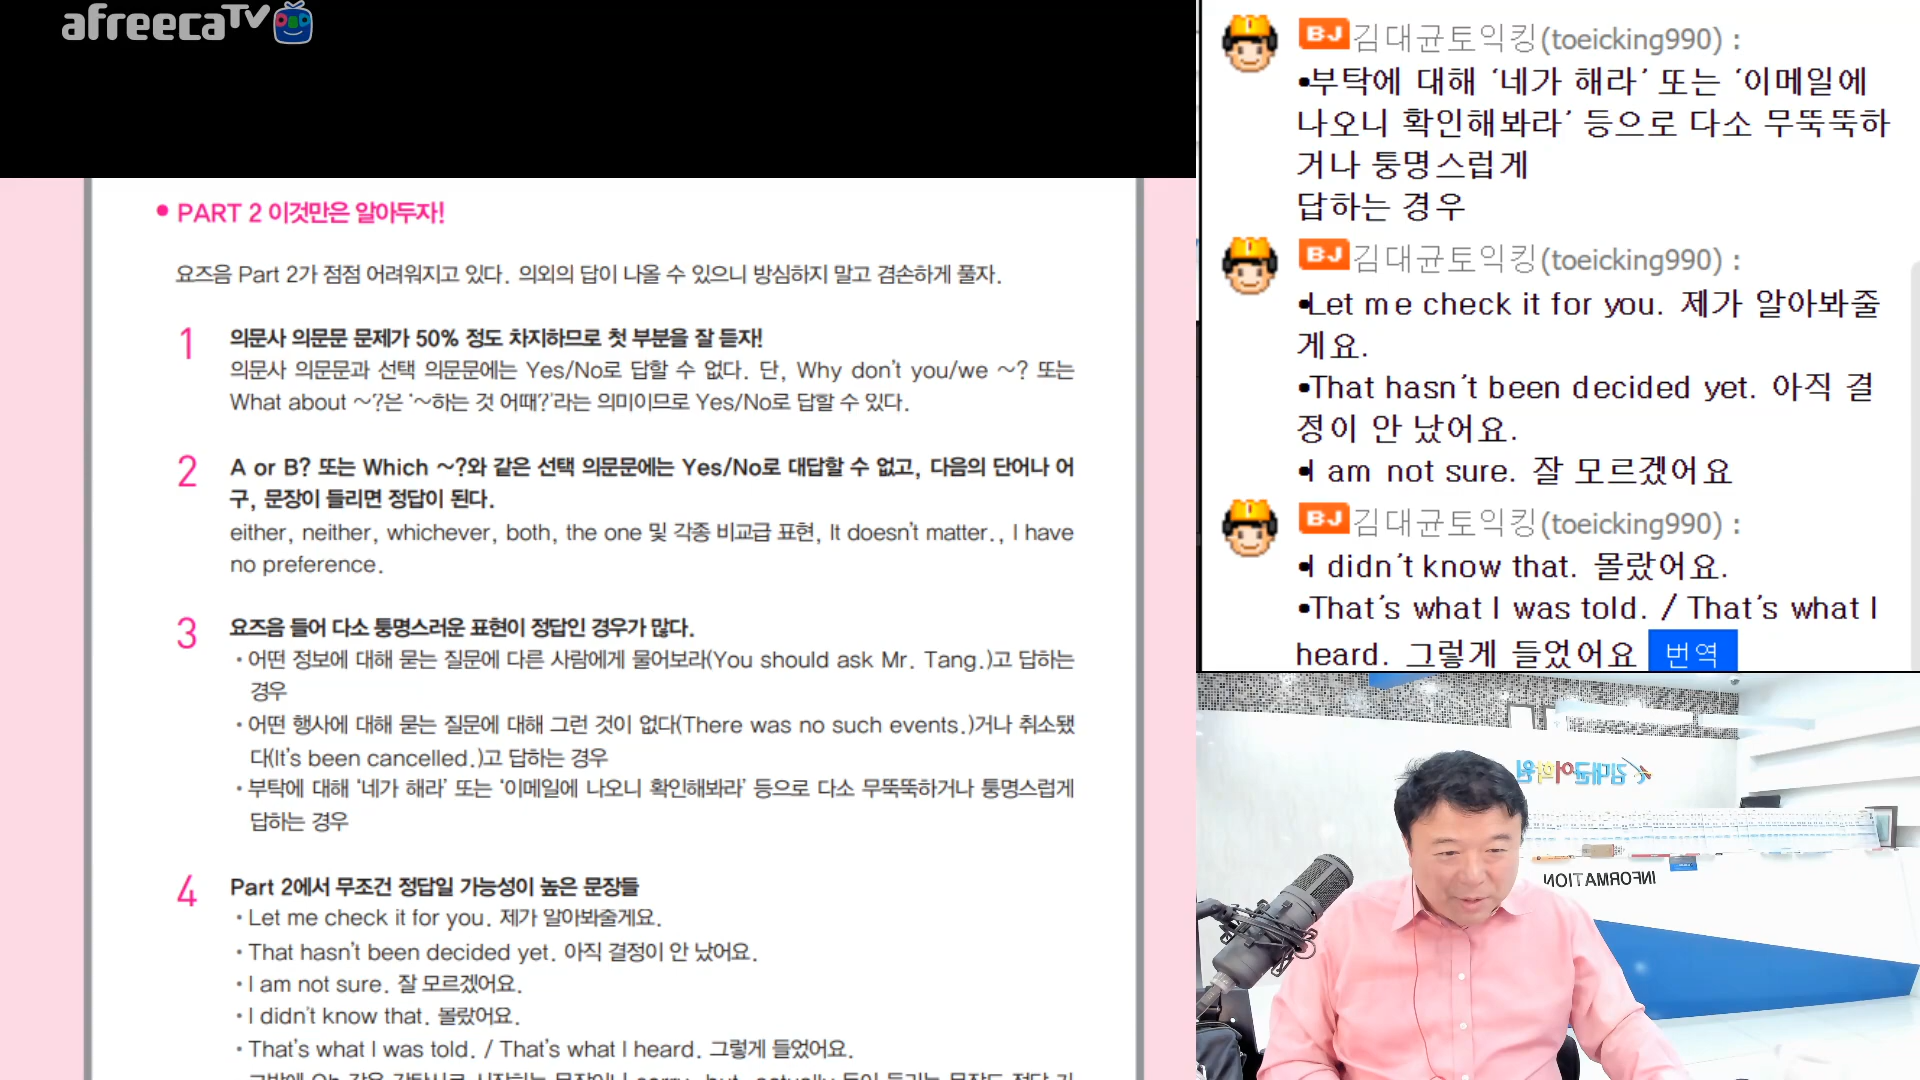 afreecaTV
• PART 2 이것만은 알아두자!
요즈음 Part 2가 점점 어려워지고 있다. 의외의 답이 나올 수 있으니 방심하지 말고 겸손하게 풀자.
1 의문사 의문문 문제가 50% 정도 차지하므로 첫 부분을 잘 듣자!
의문사 의문문과 선택 의문문에는 Yes/No로 답할 수 없다. 단, Why don't you/we ~? 또는
What about ~?은 '~하는 것 어때?'라는 의미이므로 Yes/No로 답할 수 있다.
2 A or B? 또는 Which ~?와 같은 선택 의문문에는 Yes/No로 대답할 수 없고, 다음의 단어나 어
구, 문장이 들리면 정답이 된다.
either, neither, whichever, both, the one 및 각종 비교급 표현, It doesn't matter., I have
no preference.
3 요즈음 들어 다소 퉁명스러운 표현이 정답인 경우가 많다.
• 어떤 정보에 대해 묻는 질문에 다른 사람에게 물어보라(You should ask Mr. Tang.)고 답하는
경우
• 어떤 행사에 대해 묻는 질문에 대해 그런 것이 없다(There was no such events.)거나 취소됐
다(It's been cancelled.)고 답하는 경우
• 부탁에 대해 '네가 해라' 또는 '이메일에 나오니 확인해봐라' 등으로 다소 무뚝뚝하거나 퉁명스럽게
답하는 경우
4 Part 2에서 무조건 정답일 가능성이 높은 문장들
• Let me check it for you. 제가 알아봐줄게요.
• That hasn't been decided yet. 아직 결정이 안 났어요.
• I am not sure. 잘 모르겠어요.
• I didn't know that. 몰랐어요.
• That's what I was told. / That's what I heard. 그렇게 들었어요.
BJ 김대균토익킹(toeicking990) :
•부탁에 대해 '네가 해라' 또는 '이메일에
나오니 확인해봐라' 등으로 다소 무뚝뚝하
거나 퉁명스럽게
답하는 경우
BJ 김대균토익킹(toeicking990) :
•Let me check it for you. 제가 알아봐줄
게요.
•That hasn't been decided yet. 아직 결
정이 안 났어요.
•I am not sure. 잘 모르겠어요
BJ 김대균토익킹(toeicking990) :
•I didn't know that. 몰랐어요.
•That's what I was told. / That's what I
heard. 그렇게 들었어요 번역
김대균어학원
INFORMATION